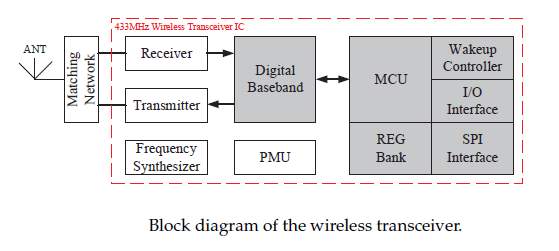 433MHz Wireless Transceiver IC
ANT
Matching
Network
Receiver
Transmitter
Frequency
Synthesizer
Digital
Baseband
PMU
MCU
Wakeup
Controller
I/O
Interface
REG
Bank
SPI
Interface
Block diagram of the wireless transceiver.